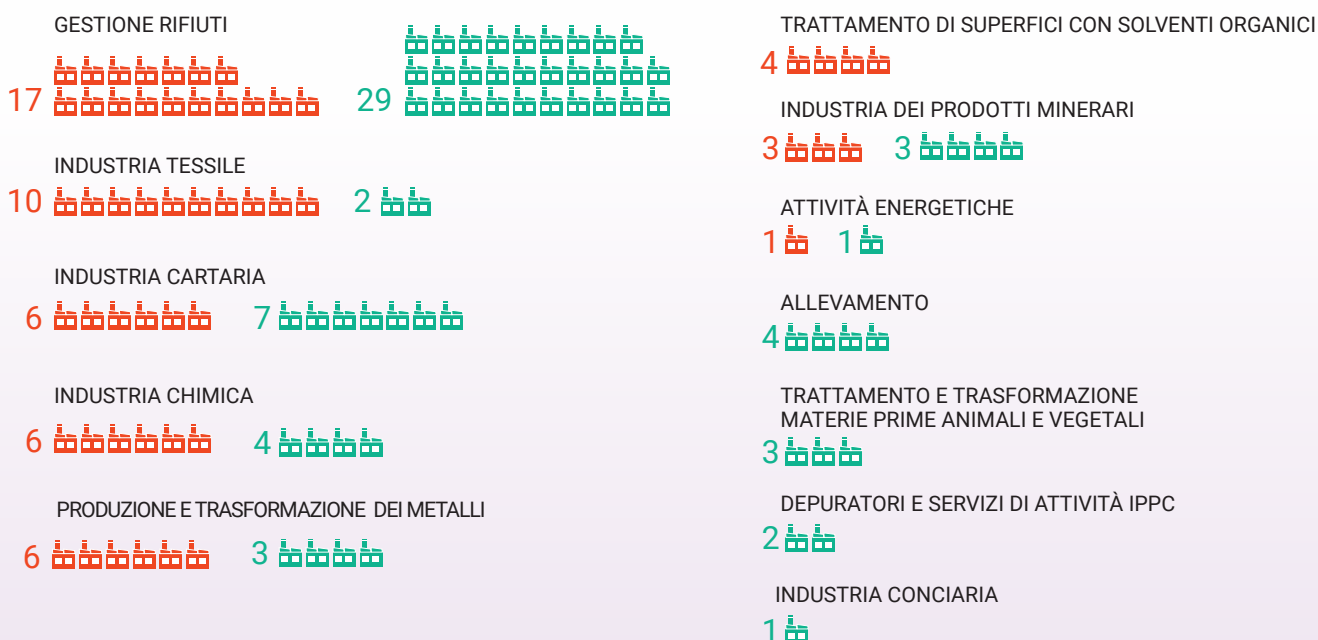 GESTIONE RIFIUTI
17 29
INDUSTRIA TESSILE
10 2
INDUSTRIA CARTARIA
6 7
INDUSTRIA CHIMICA
6 4
PRODUZIONE E TRASFORMAZIONE DEI METALLI
6 3
TRATTAMENTO DI SUPERFICI CON SOLVENTI ORGANICI
4
INDUSTRIA DEI PRODOTTI MINERARI
3 3
ATTIVITÀ ENERGETICHE
1 1
ALLEVAMENTO
4
TRATTAMENTO E TRASFORMAZIONE
MATERIE PRIME ANIMALI E VEGETALI
3
DEPURATORI E SERVIZI DI ATTIVITÀ IPPC
2
INDUSTRIA CONCIARIA
1